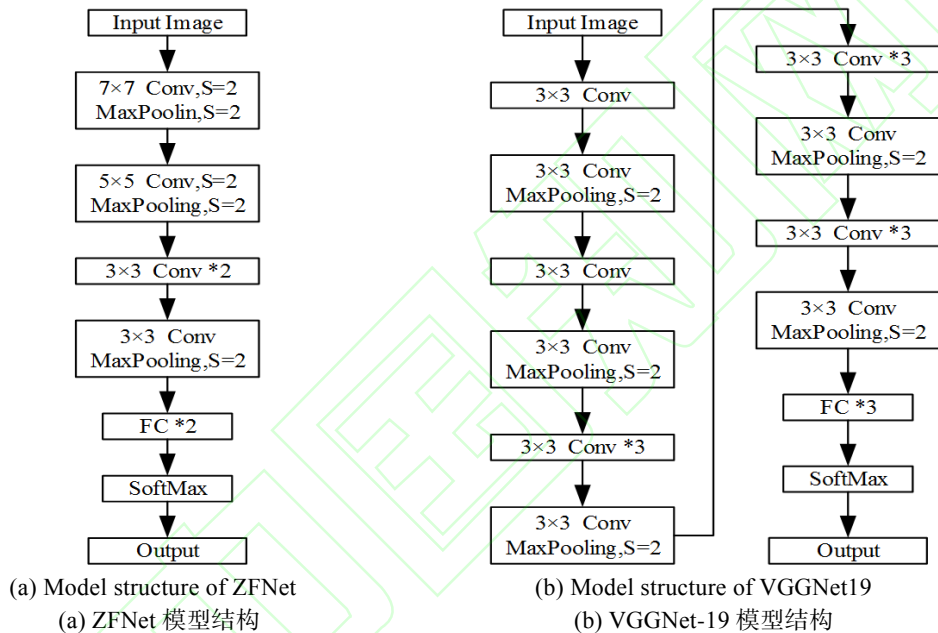 Input Image
7×7 Conv,S=2
MaxPoolin,S=2
5×5 Conv,S=2
MaxPooling,S=2
3×3 Conv *2
3×3 Conv
MaxPooling,S=2
FC *2
SoftMax
Output
(a) Model structure of ZFNet
(a) ZFNet 模型结构
Input Image
3×3 Conv
3×3 Conv
MaxPooling,S=2
3×3 Conv
3×3 Conv
MaxPooling,S=2
3×3 Conv *3
3×3 Conv
MaxPooling,S=2
3×3 Conv *3
3×3 Conv
MaxPooling,S=2
3×3 Conv *3
3×3 Conv
MaxPooling,S=2
FC *3
SoftMax
Output
(b) Model structure of VGGNet19
(b) VGGNet-19 模型结构